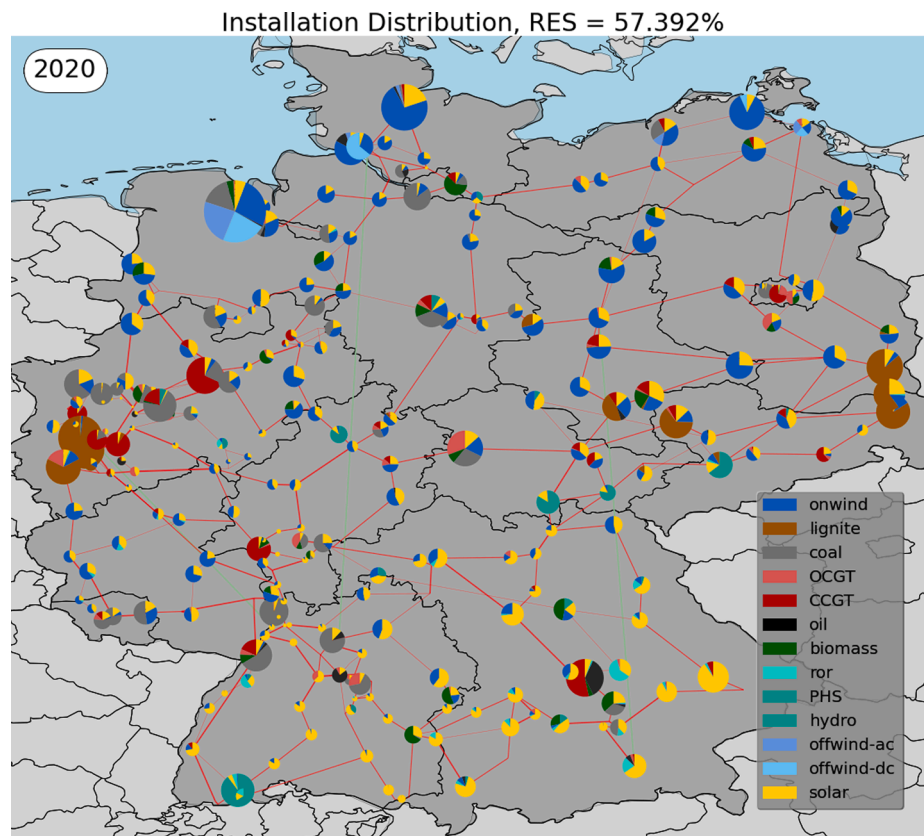 Installation Distribution, RES = 57.392%
2020
onwind
lignite
coal
OCGT
CCGT
oil
biomass
ror
PHS
hydro
offwind-ac
offwind-dc
solar